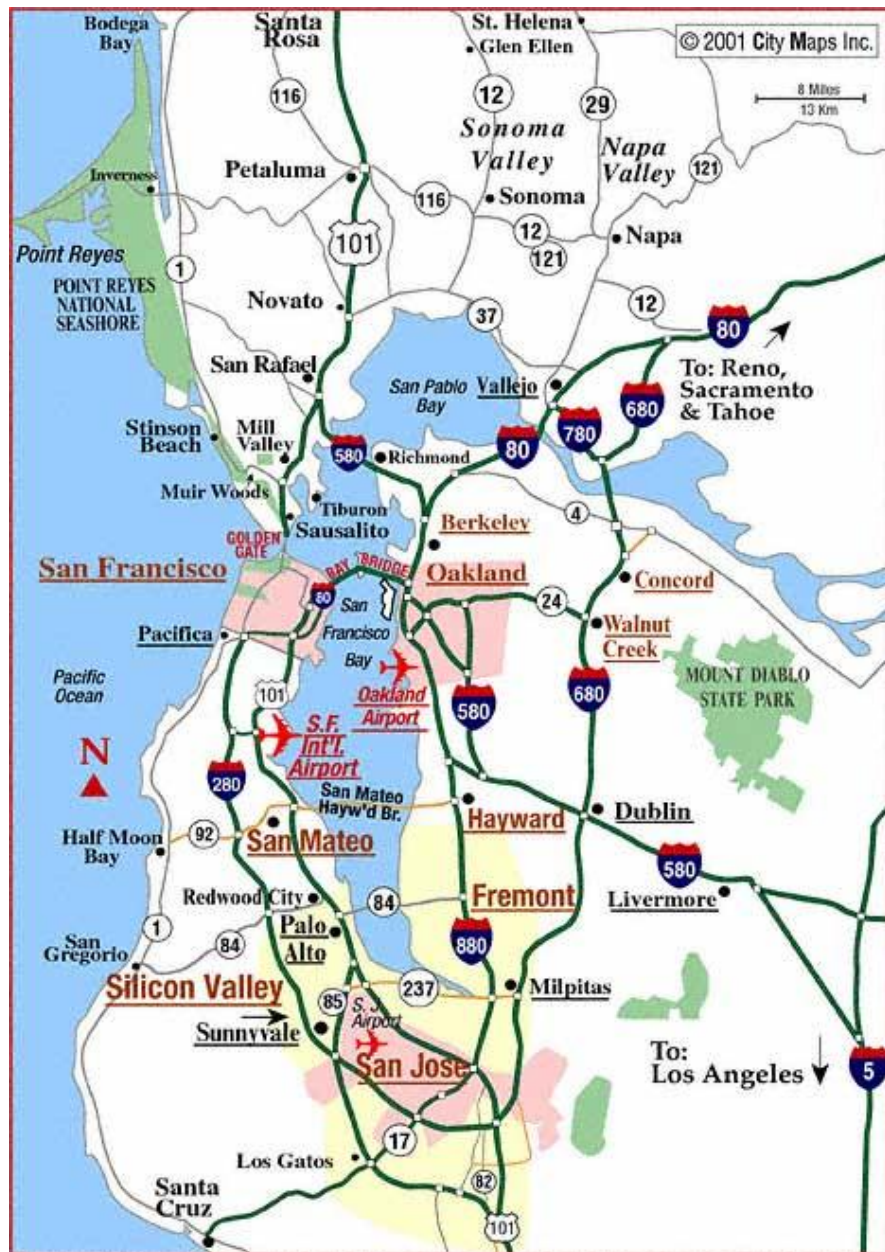 Bodega
Bay
Santa
Rosa
St. Helena
Glen Ellen
© 2001 City Maps Inc.
8 Miles
13 Km
116
12
29
Sonoma
Valley
Napa
Valley
121
Inverness
Petaluma
116
Sonoma
12
121
Napa
101
Point Reyes
POINT REYES
NATIONAL
SEASHORE
1
Novato
37
12
80
San Rafael
San Pablo
Bay
Vallejo
To: Reno,
Sacramento
& Tahoe
680
780
80
Stinson
Beach
Mill
Valley
580
Richmond
Muir Woods
Tiburon
Sausalito
4
GOLDEN
GATE
Berkeley
San Francisco
BAY BRIDGE
Oakland
Concord
80
San
Francisco
Bay
24
Walnut
Creek
Pacifica
Pacific
Ocean
Oakland
Airport
580
680
MOUNT DIABLO
STATE PARK
101
S.F.
Int'l.
Airport
N
280
San Mateo
Hayw'd Br.
Hayward
Dublin
Half Moon
Bay
92
San Mateo
580
Livermore
Redwood City
84
Fremont
Palo
Alto
1
San
Gregorio
84
880
Silicon Valley
85
237
Milpitas
S. J.
Airport
Sunnyvale
San Jose
To:
Los Angeles
5
17
Los Gatos
82
Santa
Cruz
101